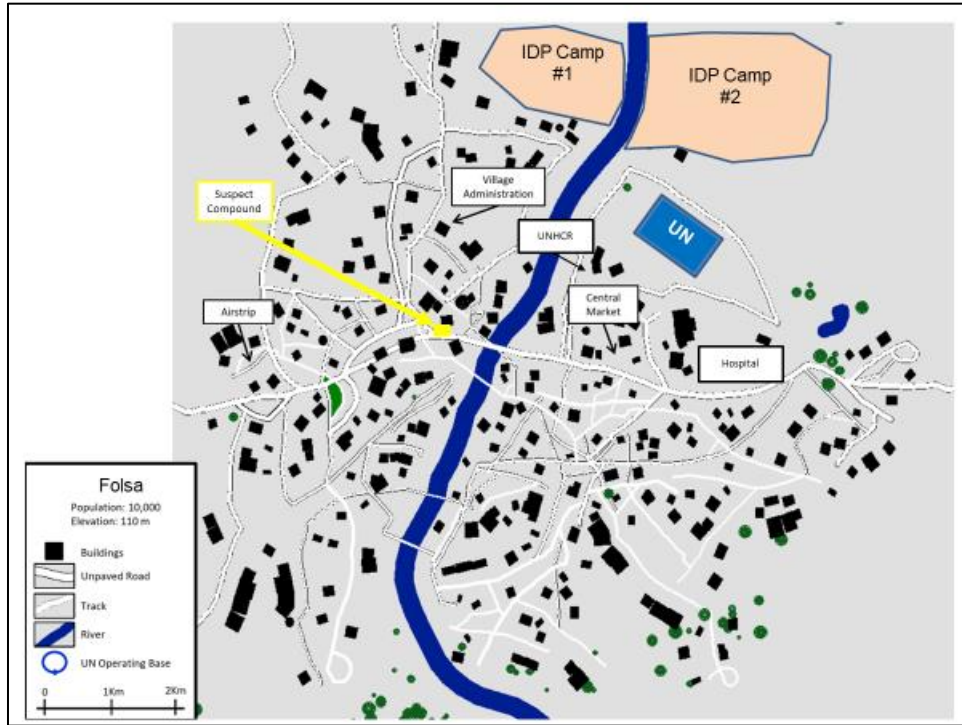 IDP Camp
#1
IDP Camp
#2
Suspect
Compound
Village
Administration
UNHCR
UN
Central
Market
Airstrip
Hospital
Folsa
Population: 10,000
Elevation: 110 m
Buildings
Unpaved Road
Track
River
UN Operating Base
0 1Km 2Km